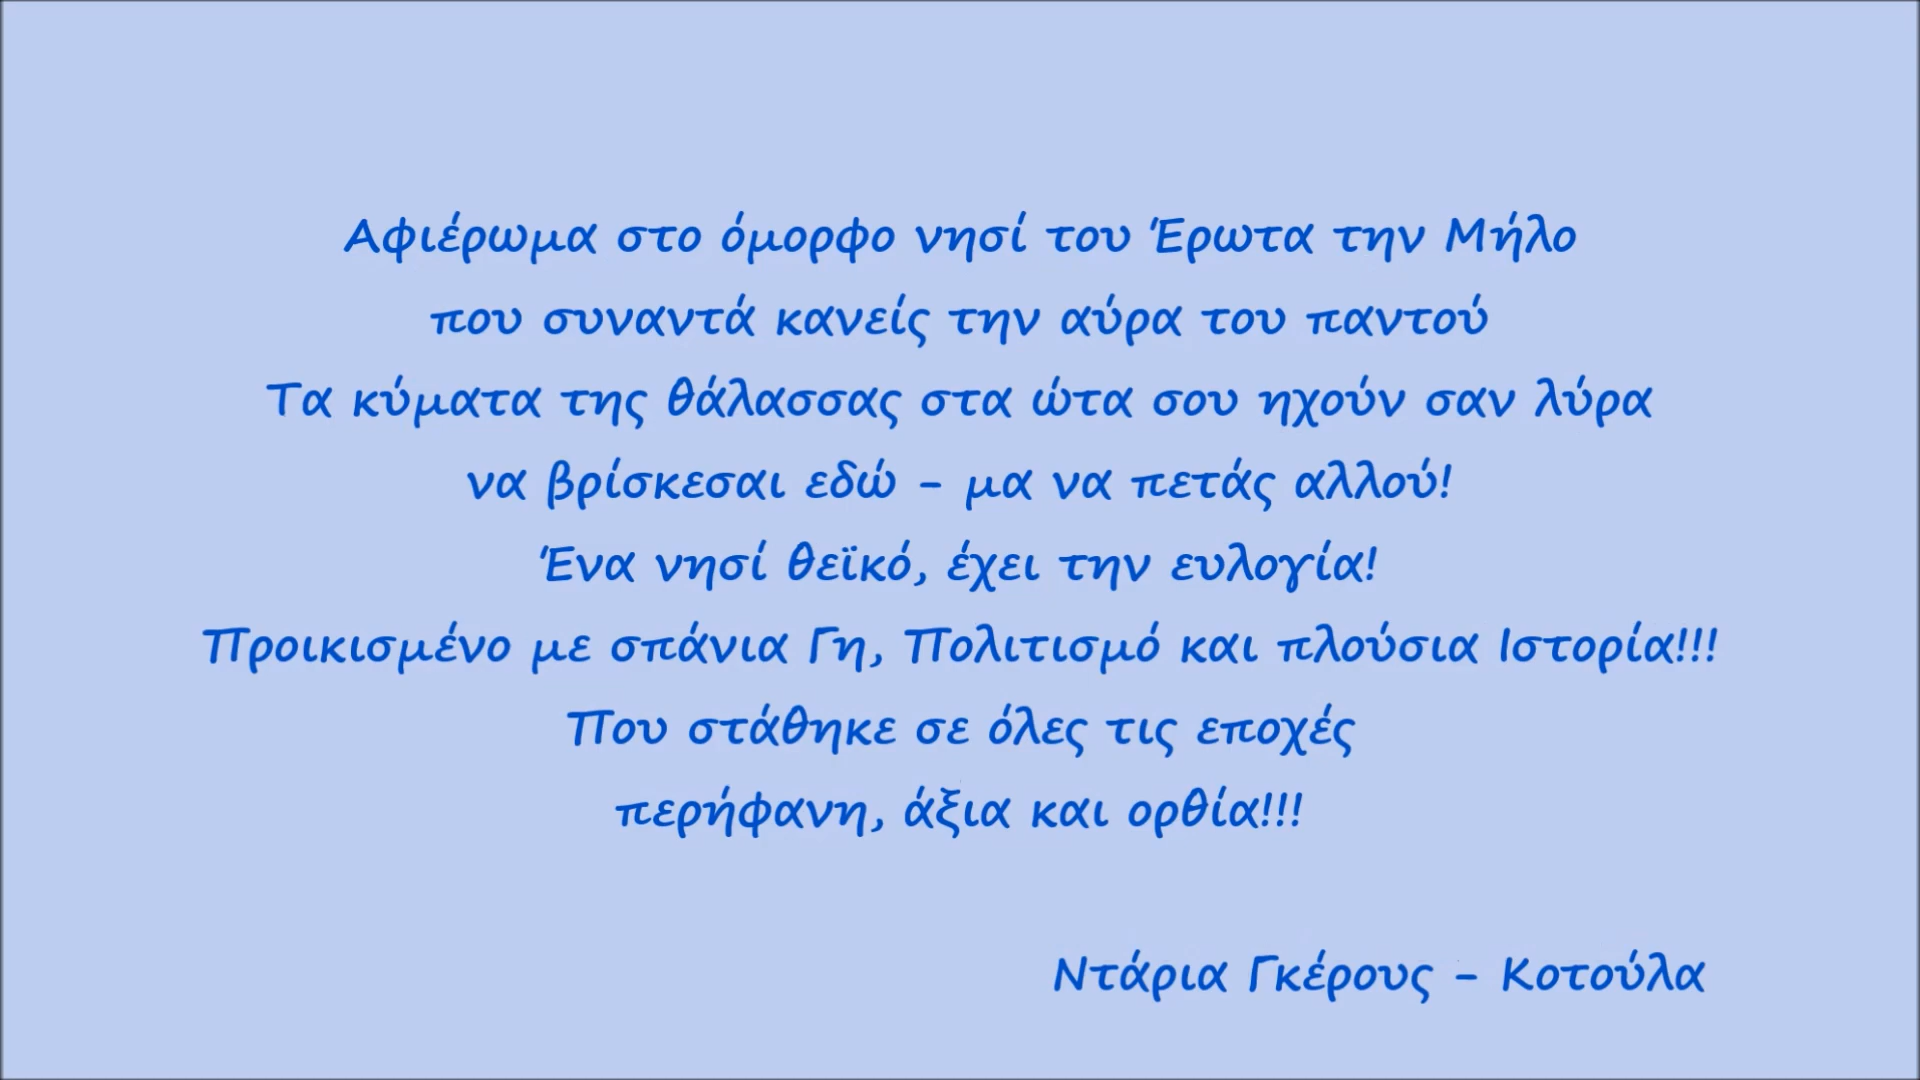 Αφιέρωμα στο όμορφο νησί του Έρωτα την Μήλο
που συναντά κανείς την αύρα του παντού
Τα κύματα της θάλασσας στα ώτα σου ηχούν σαν λύρα
να βρίσκεσαι εδώ – μα να πετάς αλλού!
Ένα νησί θεϊκό, έχει την ευλογία!
Προικισμένο με σπάνια Γη, Πολιτισμό και πλούσια Ιστορία!!!
Που στάθηκε σε όλες τις εποχές
περήφανη, άξια και ορθία!!!
Ντάρια Γκέρους – Κοτούλα